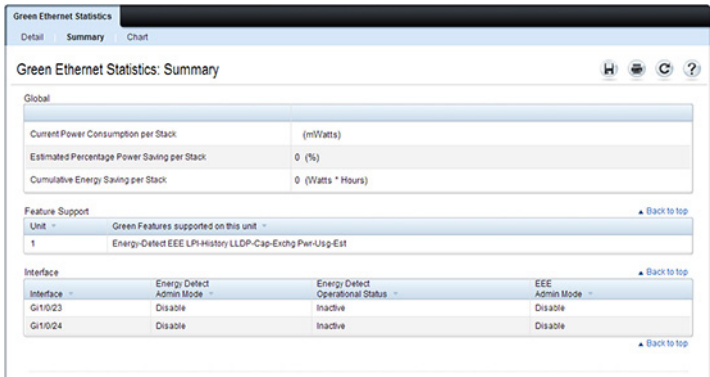 Green Ethernet Statistics
Detail Summary Chart
Green Ethernet Statistics: Summary
Global
Current Power Consumption per Stack (mWatts)
Estimated Percentage Power Saving per Stack 0 (%)
Cumulative Energy Saving per Stack 0 (Watts * Hours)
Feature Support Back to top
Unit Green Features supported on this unit
1 Energy-Detect EEE LPI-History LLDP-Cap-Exchg Pwr-Usg-Est
Interface Back to top
Interface Energy Detect Admin Mode Energy Detect Operational Status EEE Admin Mode
Gi1/0/23 Disable Inactive Disable
Gi1/0/24 Disable Inactive Disable
Back to top